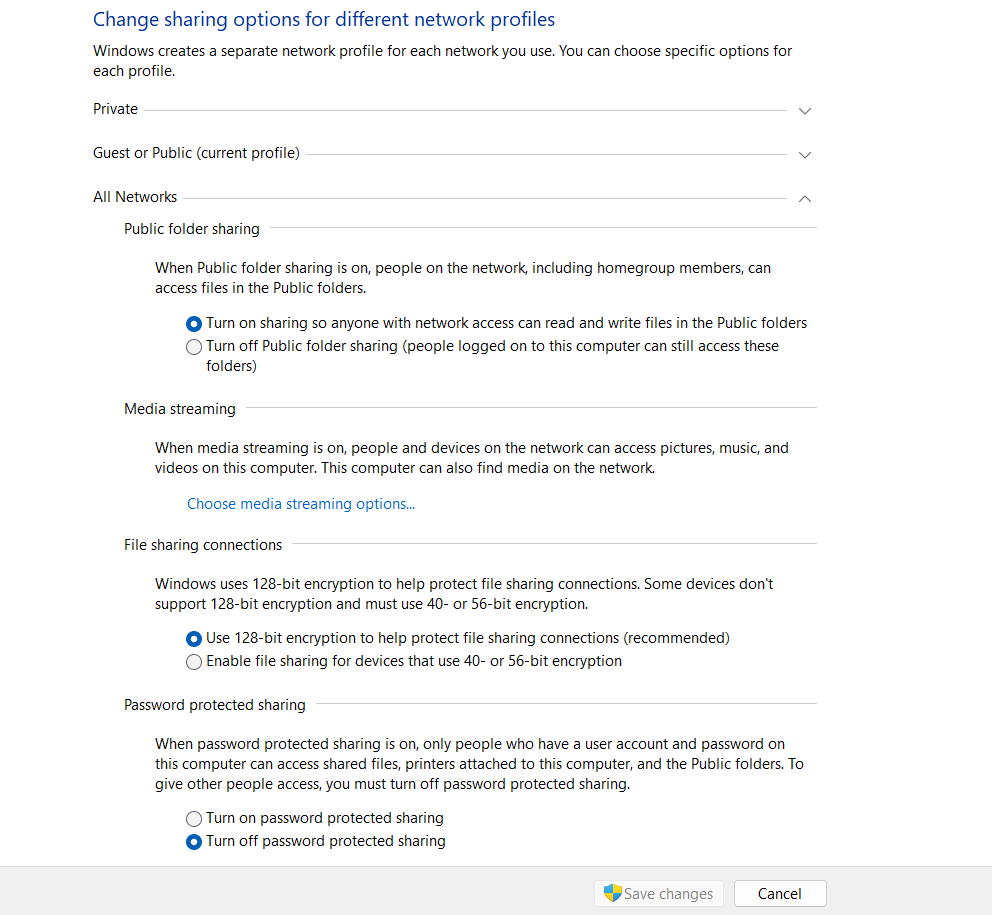 Change sharing options for different network profiles
Windows creates a separate network profile for each network you use. You can choose specific options for
each profile.
Private
Guest or Public (current profile)
All Networks
Public folder sharing
When Public folder sharing is on, people on the network, including homegroup members, can
access files in the Public folders.
Turn on sharing so anyone with network access can read and write files in the Public folders
Turn off Public folder sharing (people logged on to this computer can still access these
folders)
Media streaming
When media streaming is on, people and devices on the network can access pictures, music, and
videos on this computer. This computer can also find media on the network.
Choose media streaming options...
File sharing connections
Windows uses 128-bit encryption to help protect file sharing connections. Some devices don't
support 128-bit encryption and must use 40- or 56-bit encryption.
Use 128-bit encryption to help protect file sharing connections (recommended)
Enable file sharing for devices that use 40- or 56-bit encryption
Password protected sharing
When password protected sharing is on, only people who have a user account and password on
this computer can access shared files, printers attached to this computer, and the Public folders. To
give other people access, you must turn off password protected sharing.
Turn on password protected sharing
Turn off password protected sharing
Save changes
Cancel